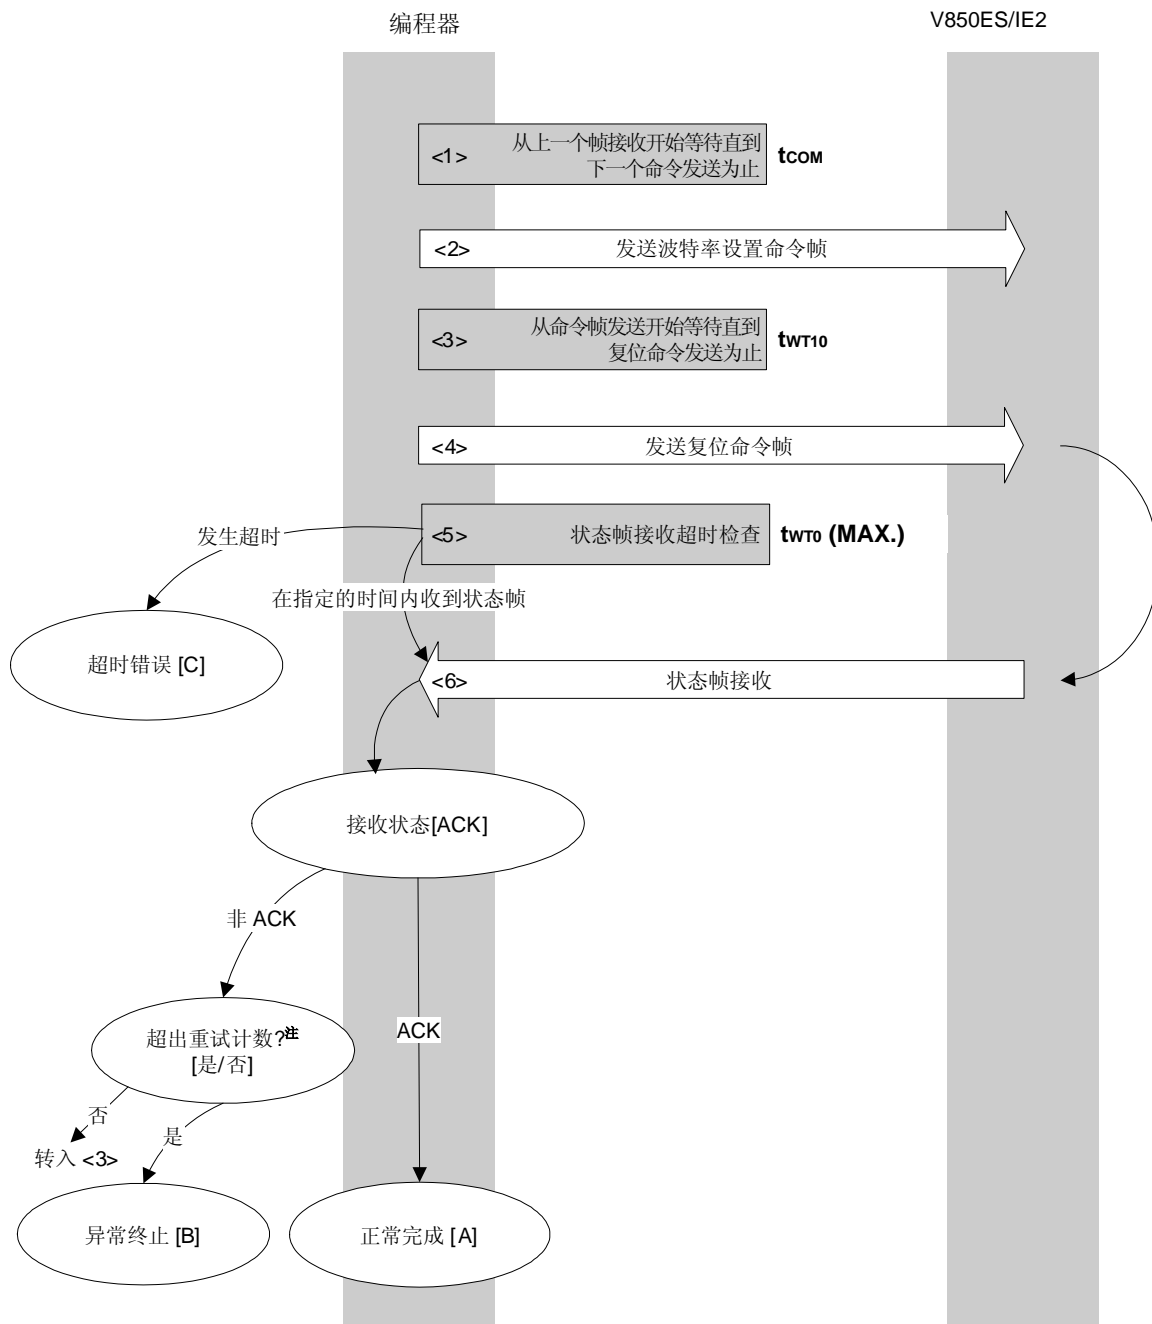 编程器
V850ES/IE2
<1>
从上一个帧接收开始等待直到
下一个命令发送为止
tCOM
<2>
发送波特率设置命令帧
<3>
从命令帧发送开始等待直到
复位命令发送为止
tWT10
<4>
发送复位命令帧
<5>
状态帧接收超时检查
tWT0 (MAX.)
发生超时
在指定的时间内收到状态帧
超时错误 [C]
<6>
状态帧接收
接收状态[ACK]
非 ACK
ACK
超出重试计数?注
[是/否]
否
是
转入 <3>
异常终止 [B]
正常完成 [A]